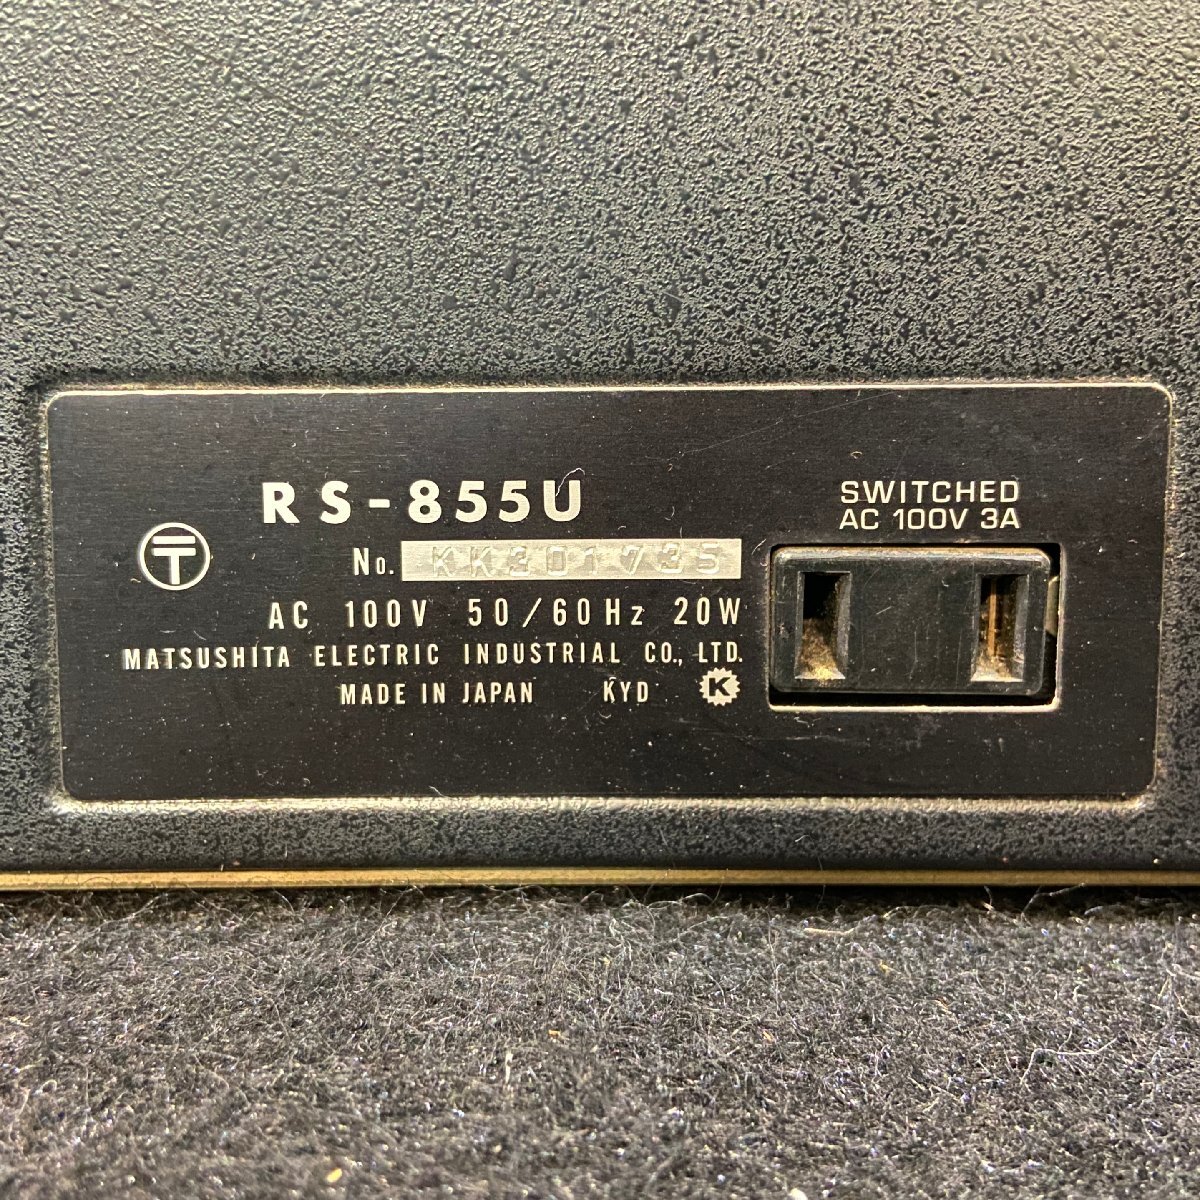 RS-855U
No. KK301735
AC 100V 50/60Hz 20W
MATSUSHITA ELECTRIC INDUSTRIAL CO., LTD.
MADE IN JAPAN KYD K
SWITCHED
AC 100V 3A